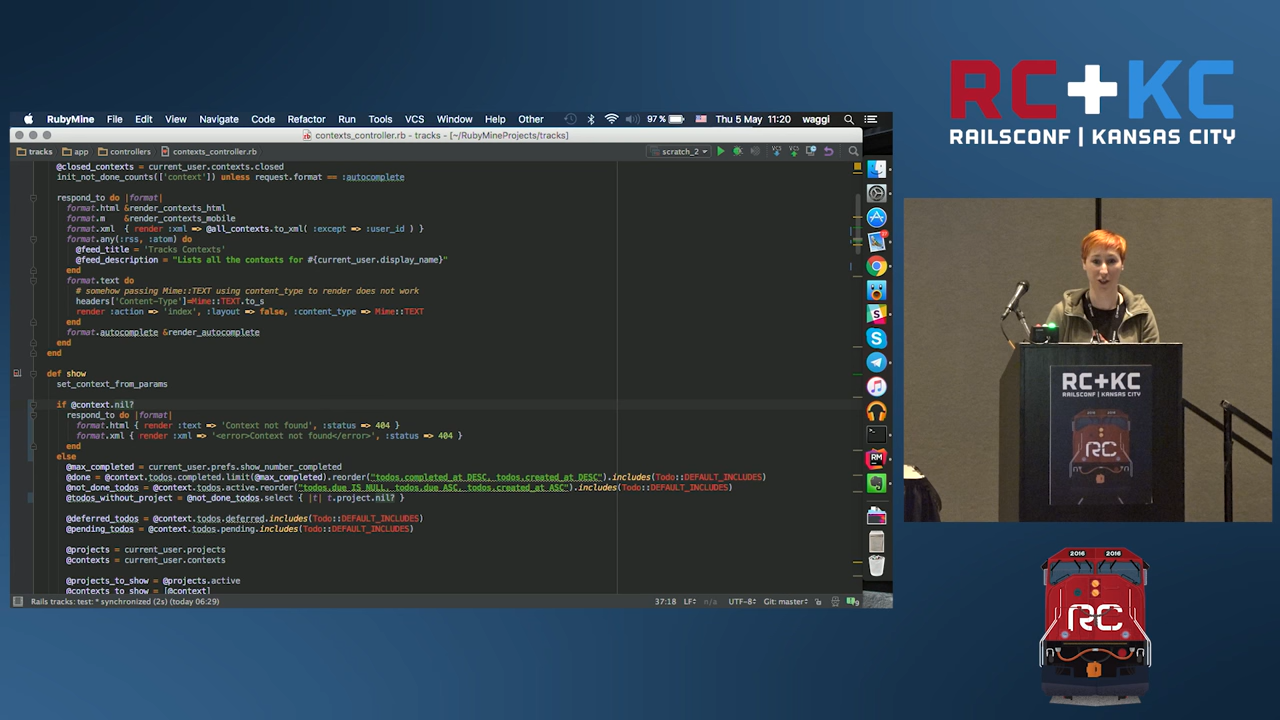 RC+KC
RAILSCONF | KANSAS CITY
RubyMine File Edit View Navigate Code Refactor Run Tools VCS Window Help Other 97% Thu 5 May 11:20 waggi
contexts_controller.rb - tracks - [~/RubyMineProjects/tracks]
tracks app controllers contexts_controller.rb scratch_2
@closed_contexts = current_user.contexts.closed
init_not_done_counts(['context']) unless request.format == :autocomplete
respond_to do |format|
format.html &render_contexts_html
format.m &render_contexts_mobile
format.xml { render :xml => @all_contexts.to_xml( :except => :user_id ) }
format.any(:rss, :atom) do
@feed_title = 'Tracks Contexts'
@feed_description = "Lists all the contexts for #{current_user.display_name}"
end
format.text do
# somehow passing Mime::TEXT using content_type to render does not work
headers['Content-Type']=Mime::TEXT.to_s
render :action => 'index', :layout => false, :content_type => Mime::TEXT
end
format.autocomplete &render_autocomplete
end
end
def show
set_context_from_params
if @context.nil?
respond_to do |format|
format.html { render :text => 'Context not found', :status => 404 }
format.xml { render :xml => '<error>Context not found</error>', :status => 404 }
end
else
@max_completed = current_user.prefs.show_number_completed
@done = @context.todos.completed.limit(@max_completed).reorder("todos.completed_at DESC, todos.created_at DESC").includes(Todo::DEFAULT_INCLUDES)
@not_done_todos = @context.todos.active.reorder("todos.due IS NULL, todos.due ASC, todos.created_at ASC").includes(Todo::DEFAULT_INCLUDES)
@todos_without_project = @not_done_todos.select { |t| t.project.nil? }
@deferred_todos = @context.todos.deferred.includes(Todo::DEFAULT_INCLUDES)
@pending_todos = @context.todos.pending.includes(Todo::DEFAULT_INCLUDES)
@projects = current_user.projects
@contexts = current_user.contexts
@projects_to_show = @projects.active
@contexts_to_show = [@context]
Rails tracks: test: * synchronized (2s) (today 06:29) 37:18 LF n/a UTF-8 Git: master
RC+KC
RAILSCONF | KANSAS CITY
RC
2016 2016
RC